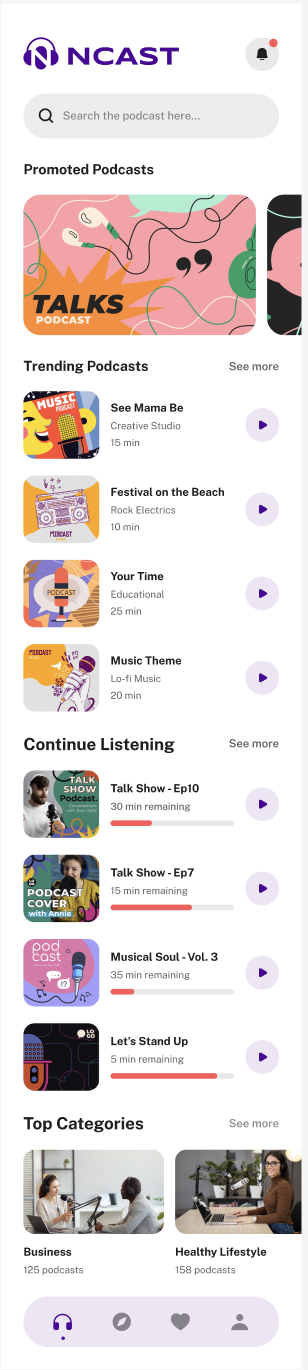 NCAST
Search the podcast here...
Promoted Podcasts
TALKS
PODCAST
Trending Podcasts
See more
MUSIC
PODCAST
See Mama Be
Creative Studio
15 min
PODCAST
Festival on the Beach
Rock Electrics
10 min
PODCAST
Your Time
Educational
25 min
PODCAST
Music Theme
Lo-fi Music
20 min
Continue Listening
See more
TALK
SHOW
Podcast.
Talk Show - Ep10
30 min remaining
PODCAST
COVER
with Annie
Talk Show - Ep7
15 min remaining
pod
cast
!?
Musical Soul - Vol. 3
35 min remaining
LO
GO
Let's Stand Up
5 min remaining
Top Categories
See more
Business
125 podcasts
Healthy Lifestyle
158 podcasts